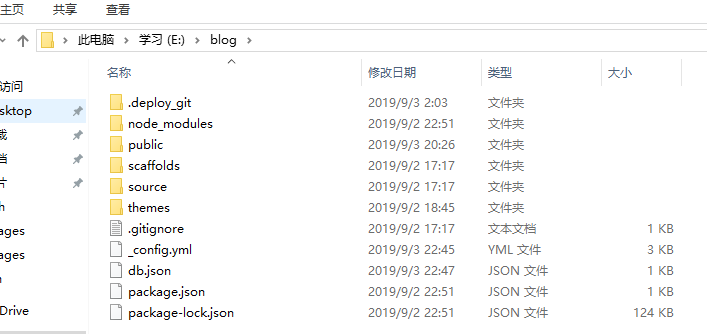 主页 共享 查看
此电脑 学习 (E:) blog
名称 修改日期 类型 大小
访问
sktop
.deploy_git 2019/9/3 2:03 文件夹
node_modules 2019/9/2 22:51 文件夹
public 2019/9/3 20:26 文件夹
scaffolds 2019/9/2 17:17 文件夹
source 2019/9/2 17:17 文件夹
themes 2019/9/2 18:45 文件夹
.gitignore 2019/9/2 17:17 文本文档 1 KB
_config.yml 2019/9/3 22:45 YML 文件 3 KB
db.json 2019/9/3 22:47 JSON 文件 1 KB
package.json 2019/9/2 22:51 JSON 文件 1 KB
package-lock.json 2019/9/2 22:51 JSON 文件 124 KB
载
档
片
h
ages
ages
Drive